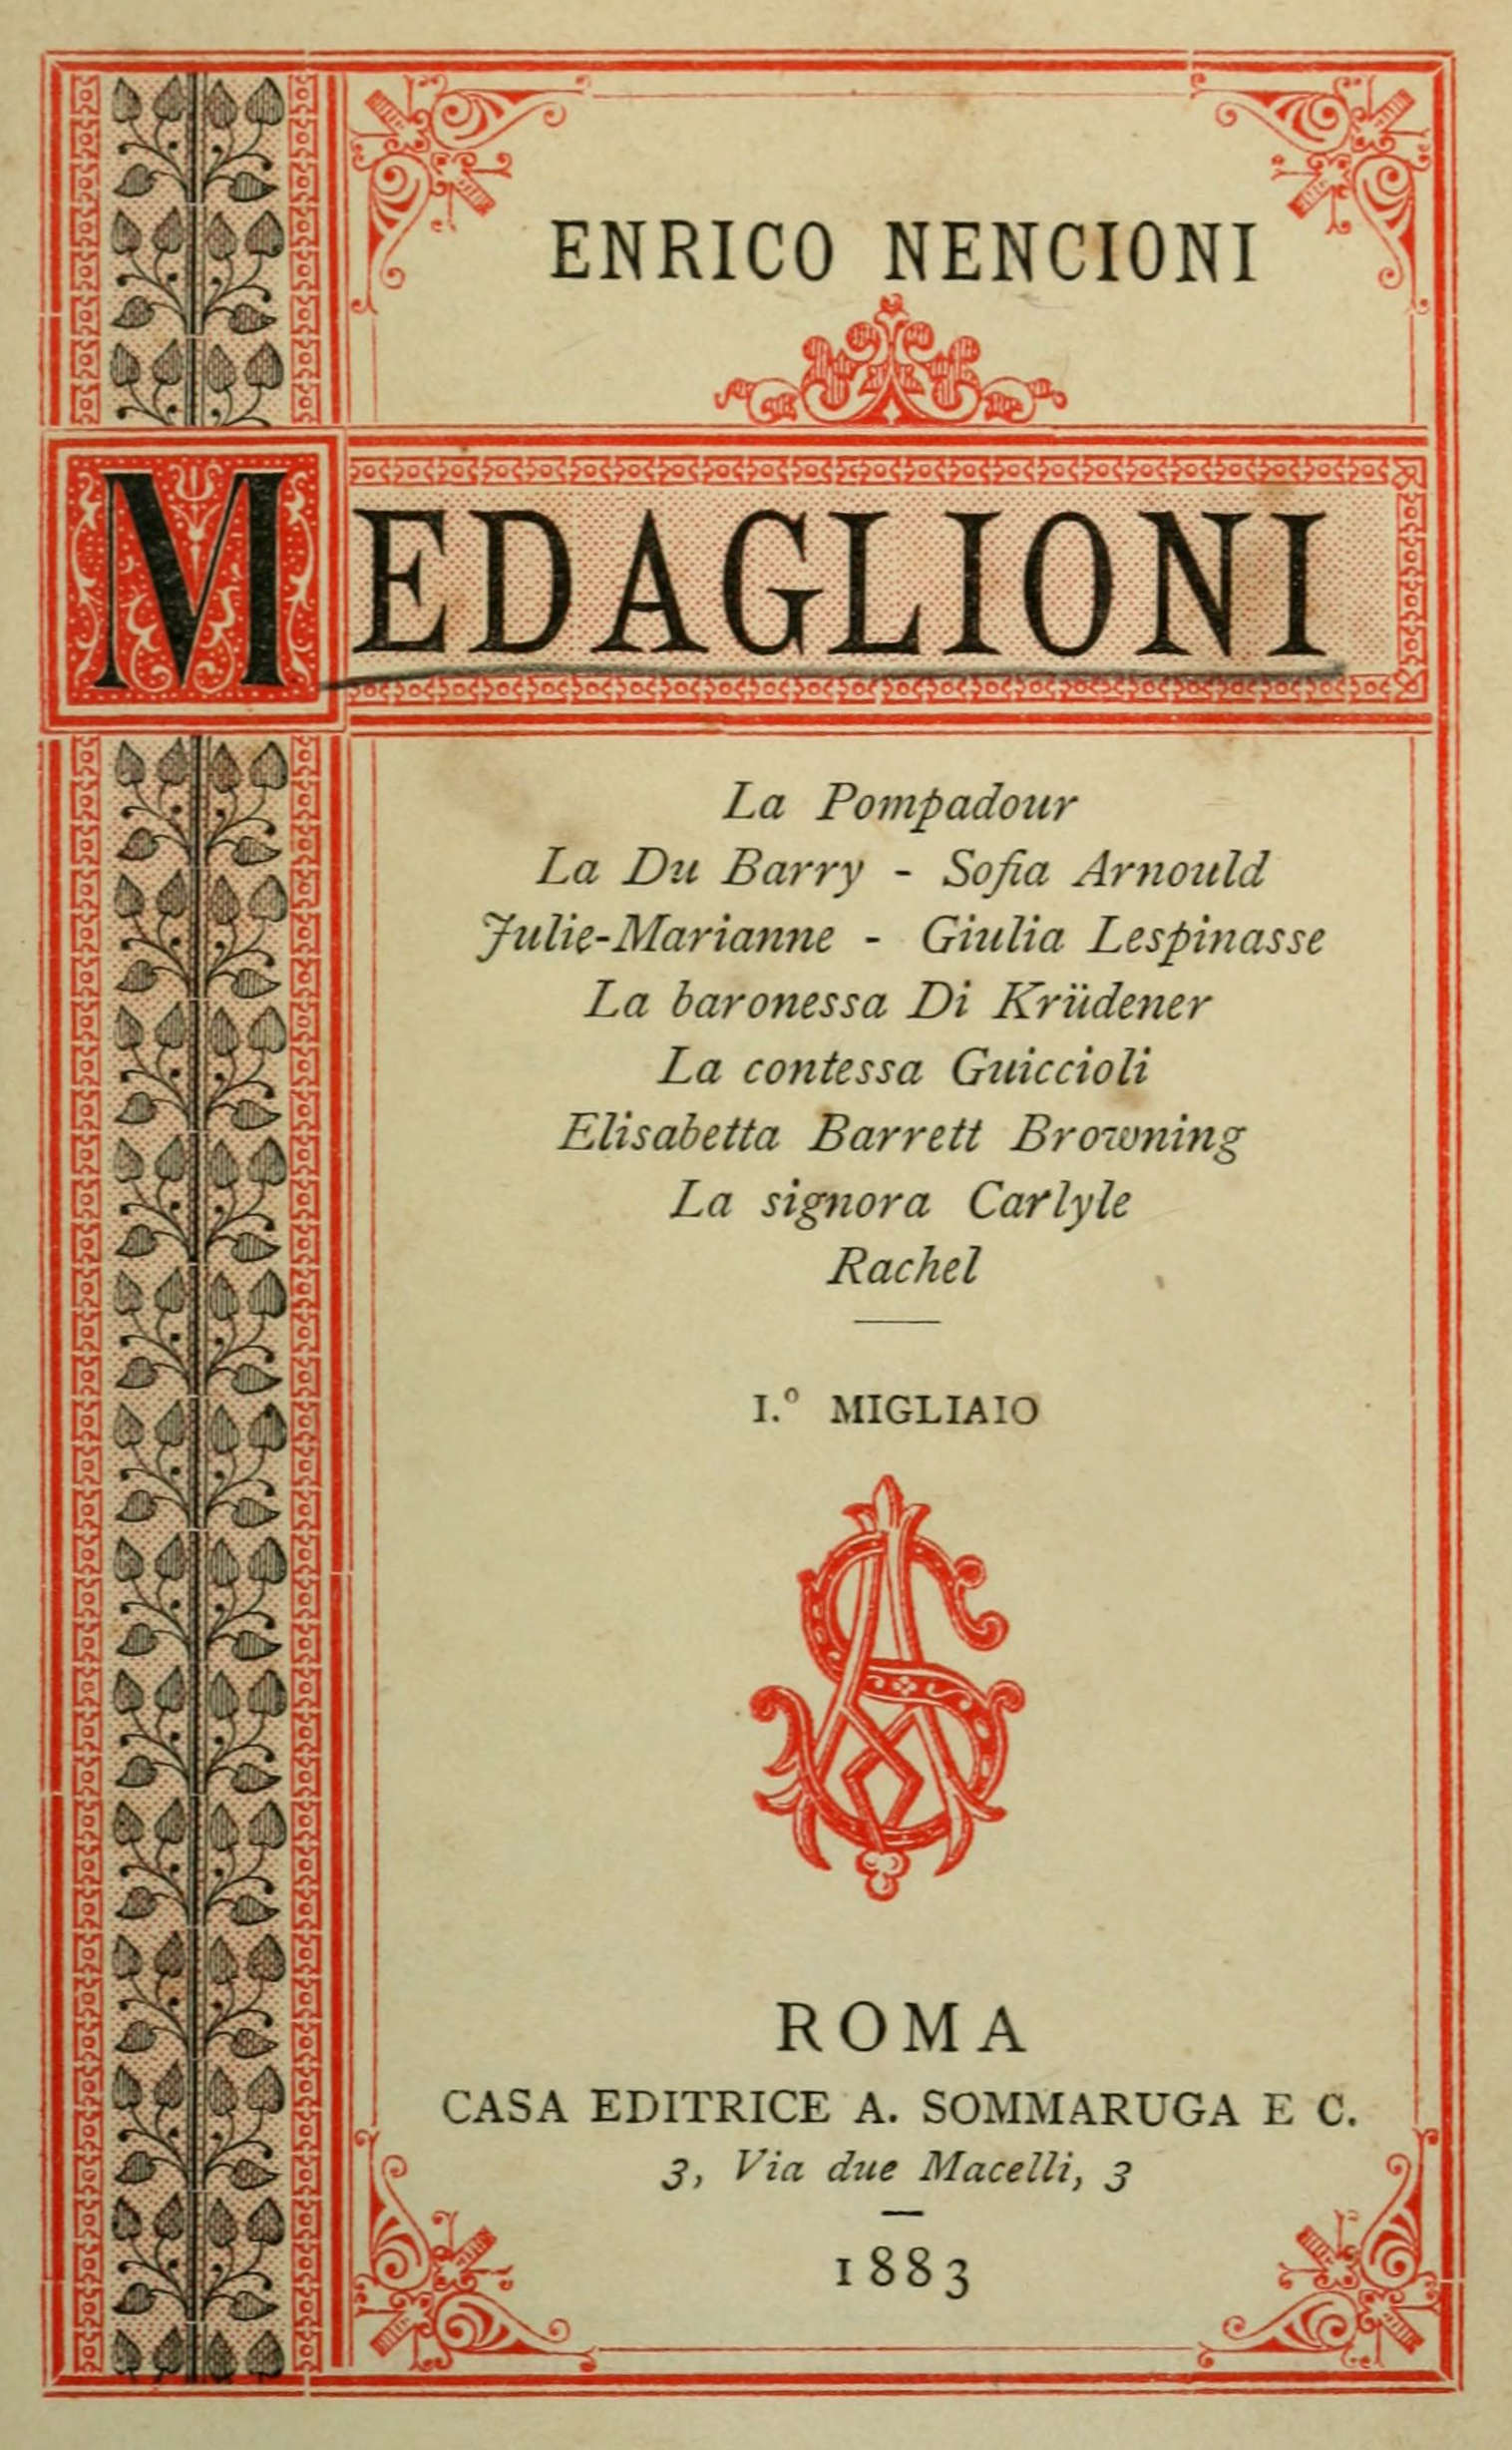 ENRICO NENCIONI
MEDAGLIONI
La Pompadour
La Du Barry - Sofia Arnould
Julie-Marianne - Giulia Lespinasse
La baronessa Di Krüdener
La contessa Guiccioli
Elisabetta Barrett Browning
La signora Carlyle
Rachel
I.º MIGLIAIO
AS
ROMA
CASA EDITRICE A. SOMMARUGA E C.
3, Via due Macelli, 3
1883